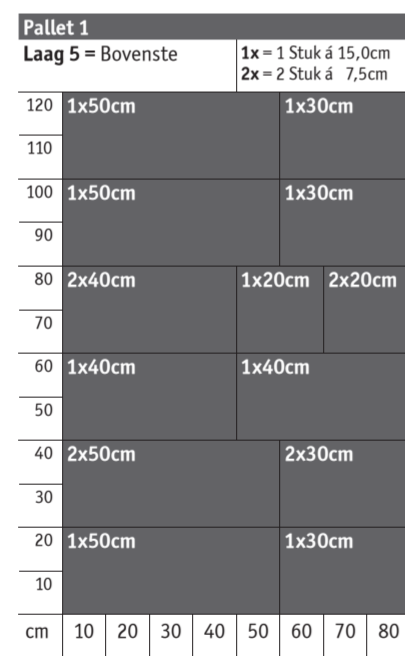 Pallet 1
Laag 5 = Bovenste
1x = 1 Stuk á 15,0cm
2x = 2 Stuk á 7,5cm
120 1x50cm 1x30cm
110
100 1x50cm 1x30cm
90
80 2x40cm 1x20cm 2x20cm
70
60 1x40cm 1x40cm
50
40 2x50cm 2x30cm
30
20 1x50cm 1x30cm
10
cm 10 20 30 40 50 60 70 80